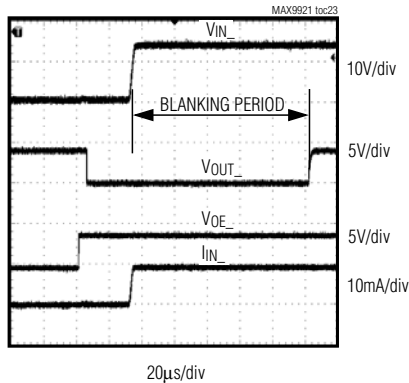 MAX9921 toc23
VIN_
10V/div
BLANKING PERIOD
5V/div
VOUT_
VOE_
5V/div
IIN_
10mA/div
20μs/div